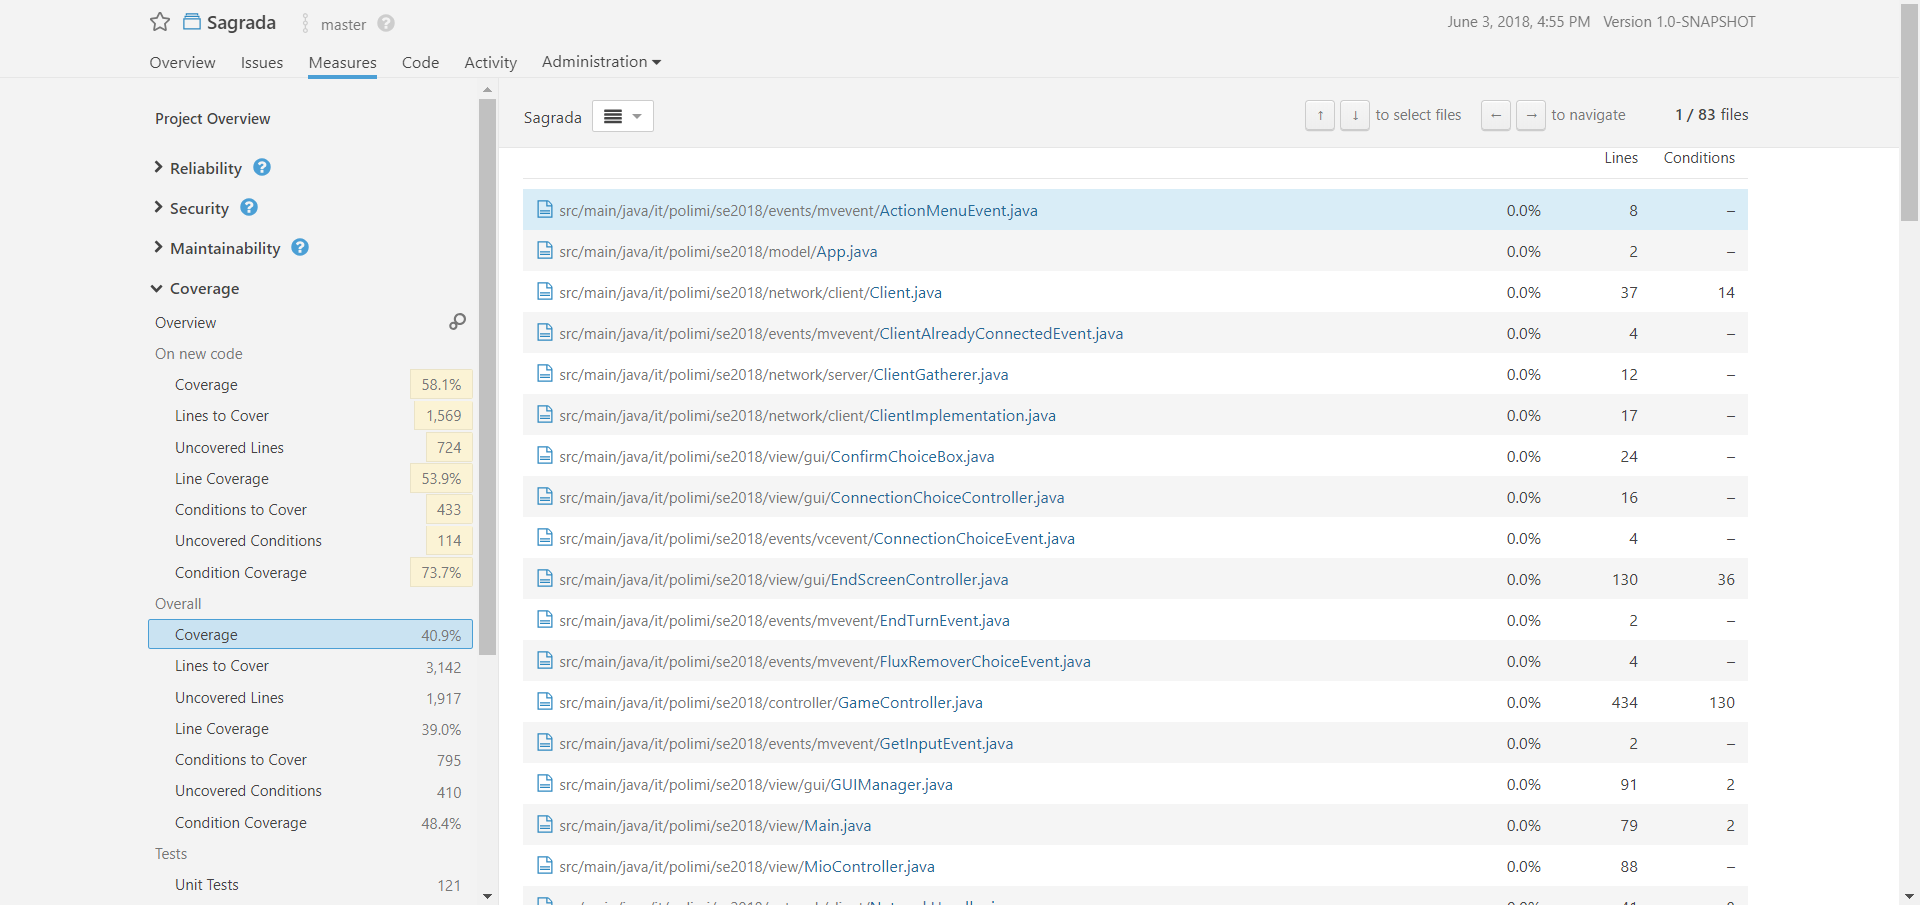 Sagrada master ? June 3, 2018, 4:55 PM Version 1.0-SNAPSHOT
Overview Issues Measures Code Activity Administration
Project Overview
Reliability ?
Security ?
Maintainability ?
Coverage
Overview
On new code
Coverage 58.1%
Lines to Cover 1,569
Uncovered Lines 724
Line Coverage 53.9%
Conditions to Cover 433
Uncovered Conditions 114
Condition Coverage 73.7%
Overall
Coverage 40.9%
Lines to Cover 3,142
Uncovered Lines 1,917
Line Coverage 39.0%
Conditions to Cover 795
Uncovered Conditions 410
Condition Coverage 48.4%
Tests
Unit Tests 121
Sagrada ↑ ↓ to select files ← → to navigate 1 / 83 files
Lines Conditions
src/main/java/it/polimi/se2018/events/mvevent/ActionMenuEvent.java 0.0% 8 –
src/main/java/it/polimi/se2018/model/App.java 0.0% 2 –
src/main/java/it/polimi/se2018/network/client/Client.java 0.0% 37 14
src/main/java/it/polimi/se2018/events/mvevent/ClientAlreadyConnectedEvent.java 0.0% 4 –
src/main/java/it/polimi/se2018/network/server/ClientGatherer.java 0.0% 12 –
src/main/java/it/polimi/se2018/network/client/ClientImplementation.java 0.0% 17 –
src/main/java/it/polimi/se2018/view/gui/ConfirmChoiceBox.java 0.0% 24 –
src/main/java/it/polimi/se2018/view/gui/ConnectionChoiceController.java 0.0% 16 –
src/main/java/it/polimi/se2018/events/vcevent/ConnectionChoiceEvent.java 0.0% 4 –
src/main/java/it/polimi/se2018/view/gui/EndScreenController.java 0.0% 130 36
src/main/java/it/polimi/se2018/events/mvevent/EndTurnEvent.java 0.0% 2 –
src/main/java/it/polimi/se2018/events/mvevent/FluxRemoverChoiceEvent.java 0.0% 4 –
src/main/java/it/polimi/se2018/controller/GameController.java 0.0% 434 130
src/main/java/it/polimi/se2018/events/mvevent/GetInputEvent.java 0.0% 2 –
src/main/java/it/polimi/se2018/view/gui/GUIManager.java 0.0% 91 2
src/main/java/it/polimi/se2018/view/Main.java 0.0% 79 2
src/main/java/it/polimi/se2018/view/MioController.java 0.0% 88 –